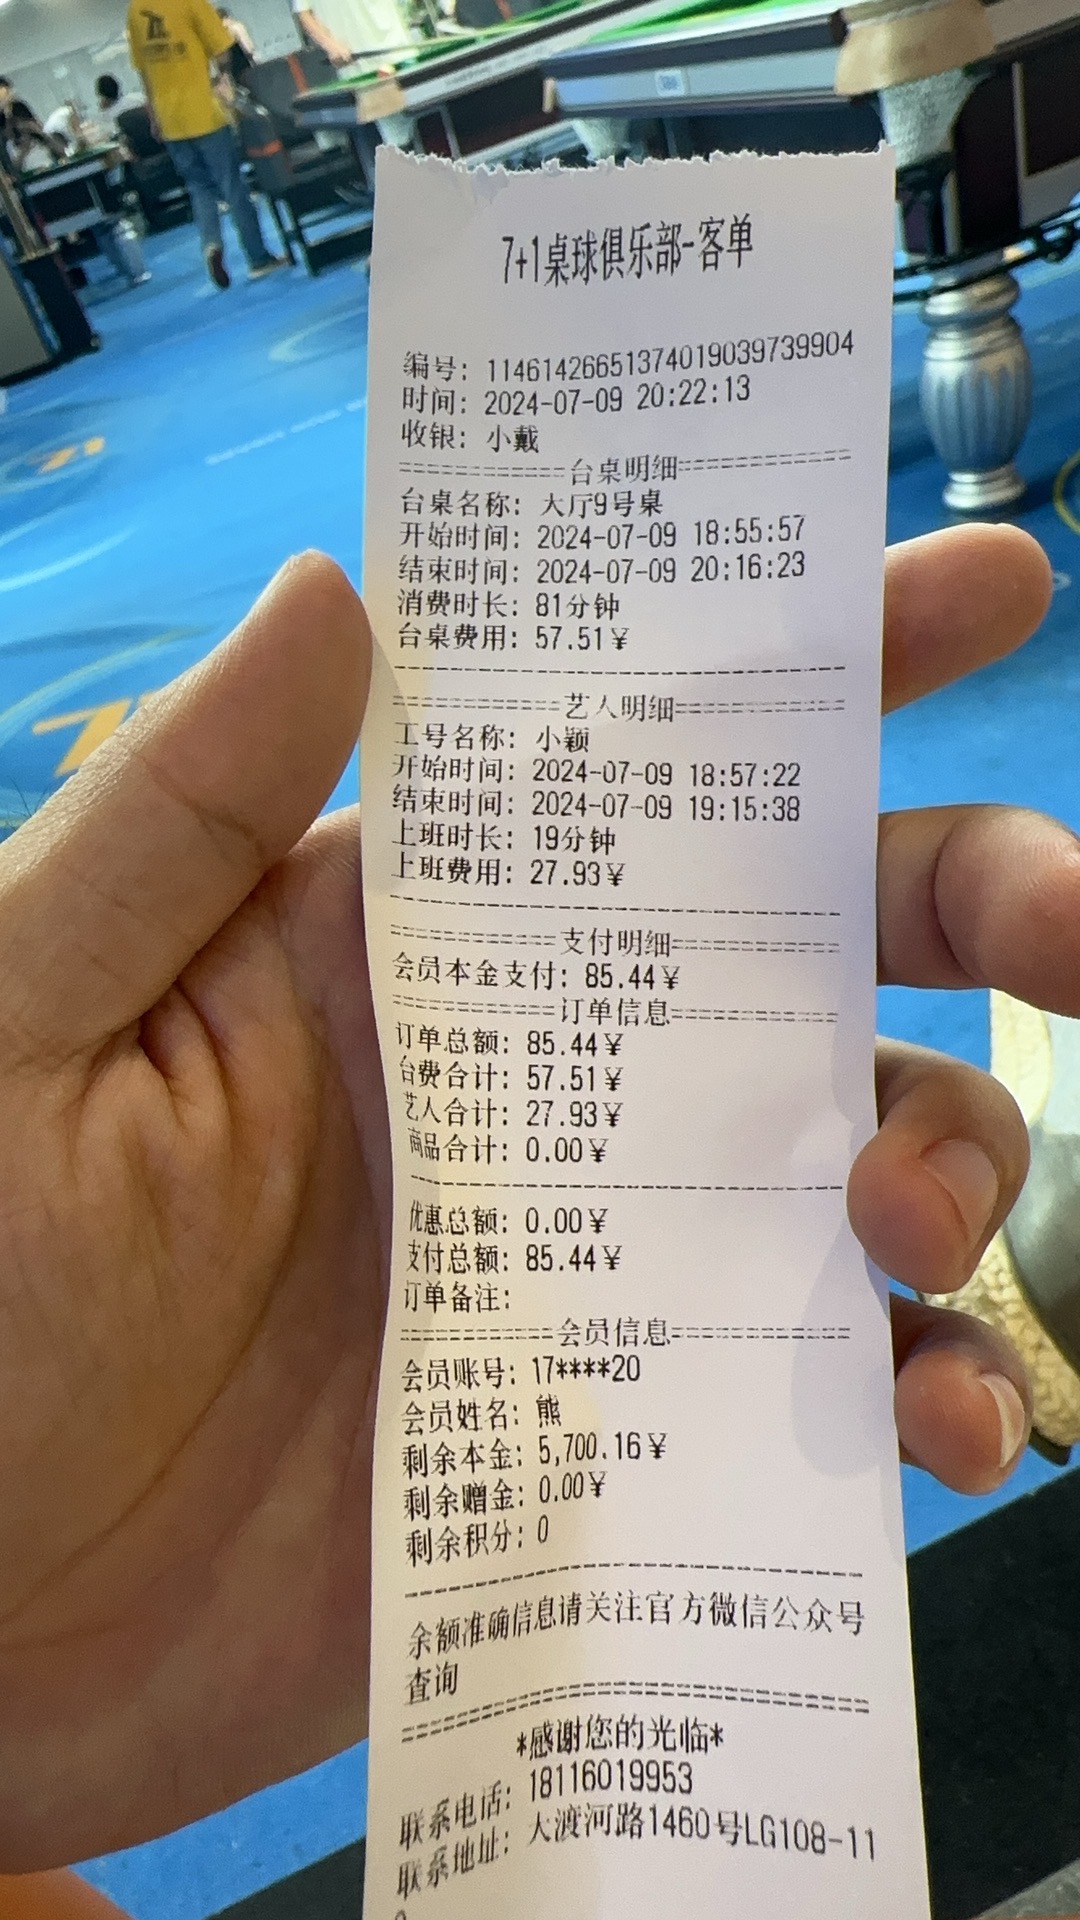 7+1桌球俱乐部-客单
编号: 1146142665137401903973​9904
时间: 2024-07-09 20:22:13
收银: 小戴
============台桌明细============
台桌名称: 大厅9号桌
开始时间: 2024-07-09 18:55:57
结束时间: 2024-07-09 20:16:23
消费时长: 81分钟
台桌费用: 57.51¥
============艺人明细============
工号名称: 小颖
开始时间: 2024-07-09 18:57:22
结束时间: 2024-07-09 19:15:38
上班时长: 19分钟
上班费用: 27.93¥
============支付明细============
会员本金支付: 85.44¥
============订单信息============
订单总额: 85.44¥
台费合计: 57.51¥
艺人合计: 27.93¥
商品合计: 0.00¥
优惠总额: 0.00¥
支付总额: 85.44¥
订单备注:
============会员信息============
会员账号: 17****20
会员姓名: 熊
剩余本金: 5,700.16¥
剩余赠金: 0.00¥
剩余积分: 0
余额准确信息请关注官方微信公众号
查询
*感谢您的光临*
联系电话: 18116019953
联系地址: 大渡河路1460号LG108-11